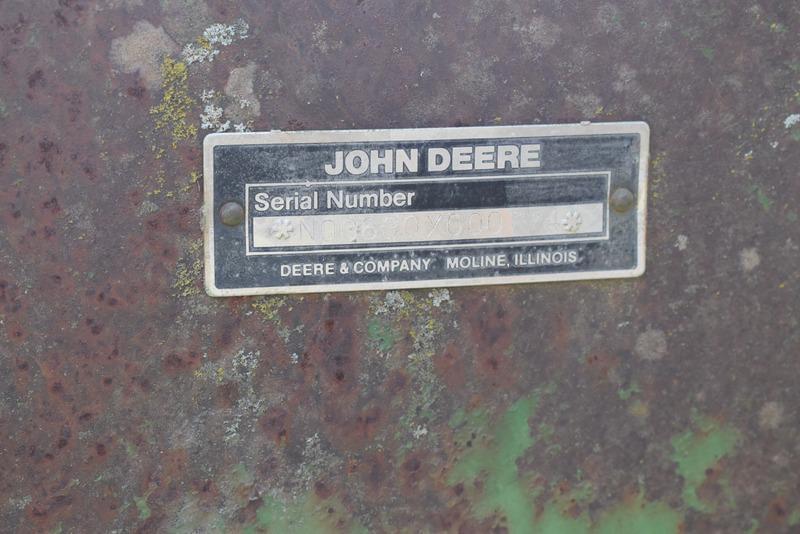 JOHN DEERE
Serial Number
DEERE & COMPANY MOLINE, ILLINOIS